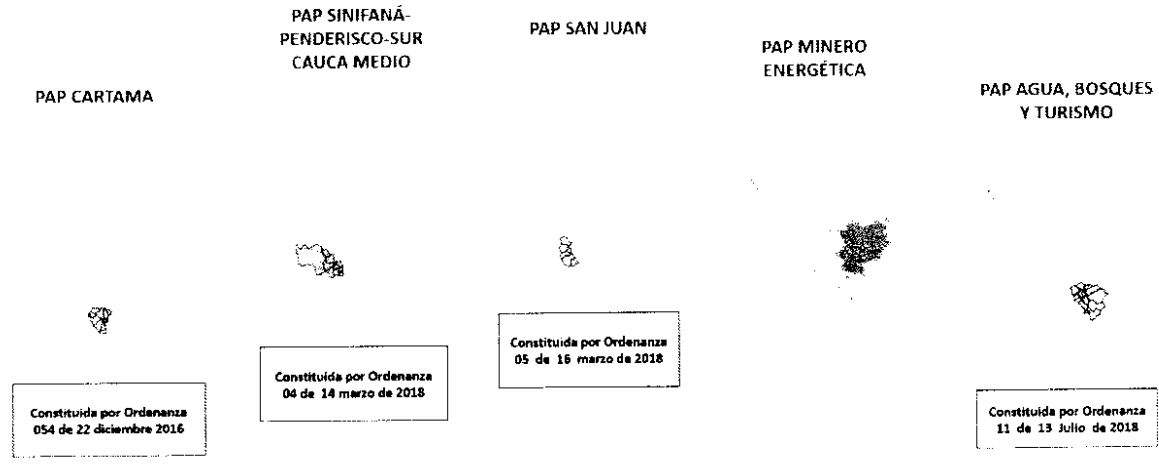 PAP CARTAMA
Constituida por Ordenanza
054 de 22 diciembre 2016
PAP SINIFANÁ-
PENDERISCO-SUR
CAUCA MEDIO
Constituida por Ordenanza
04 de 14 marzo de 2018
PAP SAN JUAN
Constituida por Ordenanza
05 de 16 marzo de 2018
PAP MINERO
ENERGÉTICA
PAP AGUA, BOSQUES
Y TURISMO
Constituida por Ordenanza
11 de 13 Julio de 2018